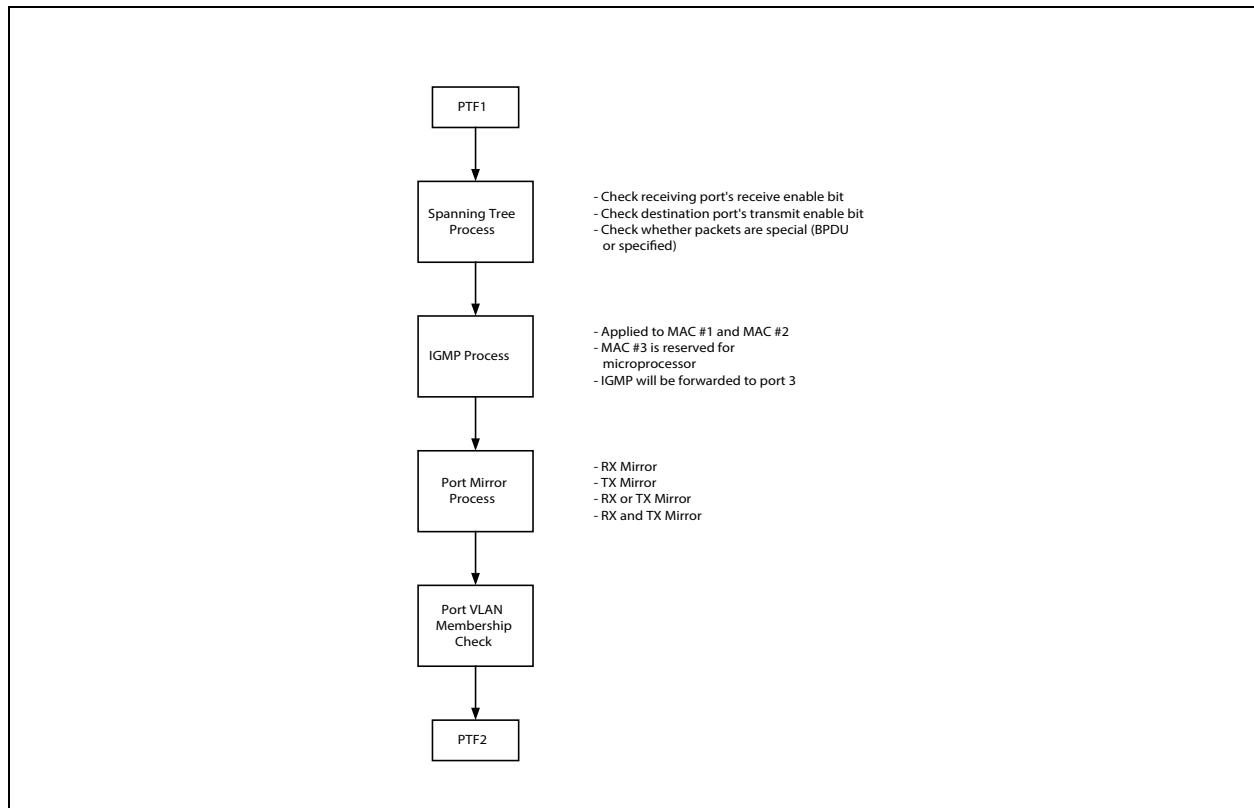 PTF1
Spanning Tree
Process
- Check receiving port's receive enable bit
- Check destination port's transmit enable bit
- Check whether packets are special (BPDU
or specified)
IGMP Process
- Applied to MAC #1 and MAC #2
- MAC #3 is reserved for
microprocessor
- IGMP will be forwarded to port 3
Port Mirror
Process
- RX Mirror
- TX Mirror
- RX or TX Mirror
- RX and TX Mirror
Port VLAN
Membership
Check
PTF2